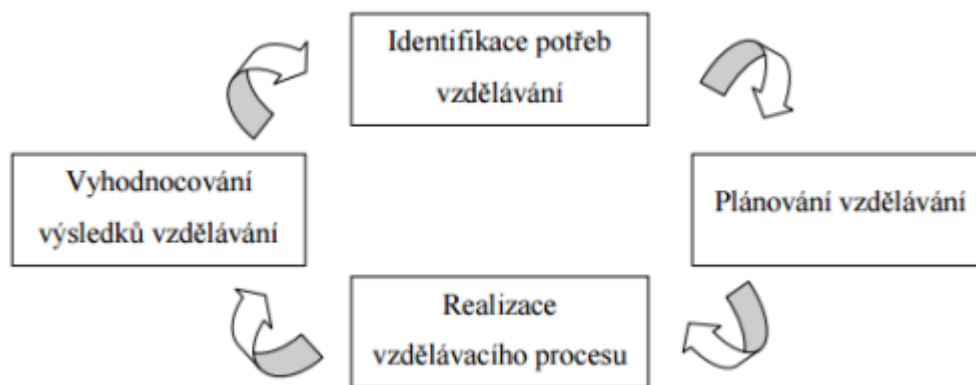 Identifikace potřeb
vzdělávání
Vyhodnocování
výsledků vzdělávání
Plánování vzdělávání
Realizace
vzdělávacího procesu